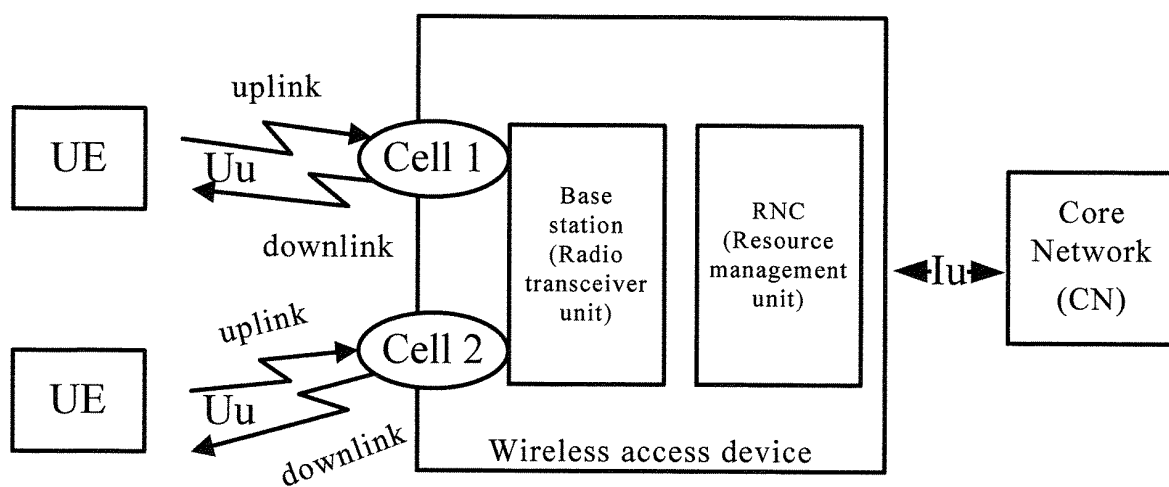 uplink
UE
Uu
Cell 1
downlink
Base
station
(Radio
transceiver
unit)
RNC
(Resource
management
unit)
Iu
Core
Network
(CN)
uplink
UE
Uu
Cell 2
downlink
Wireless access device